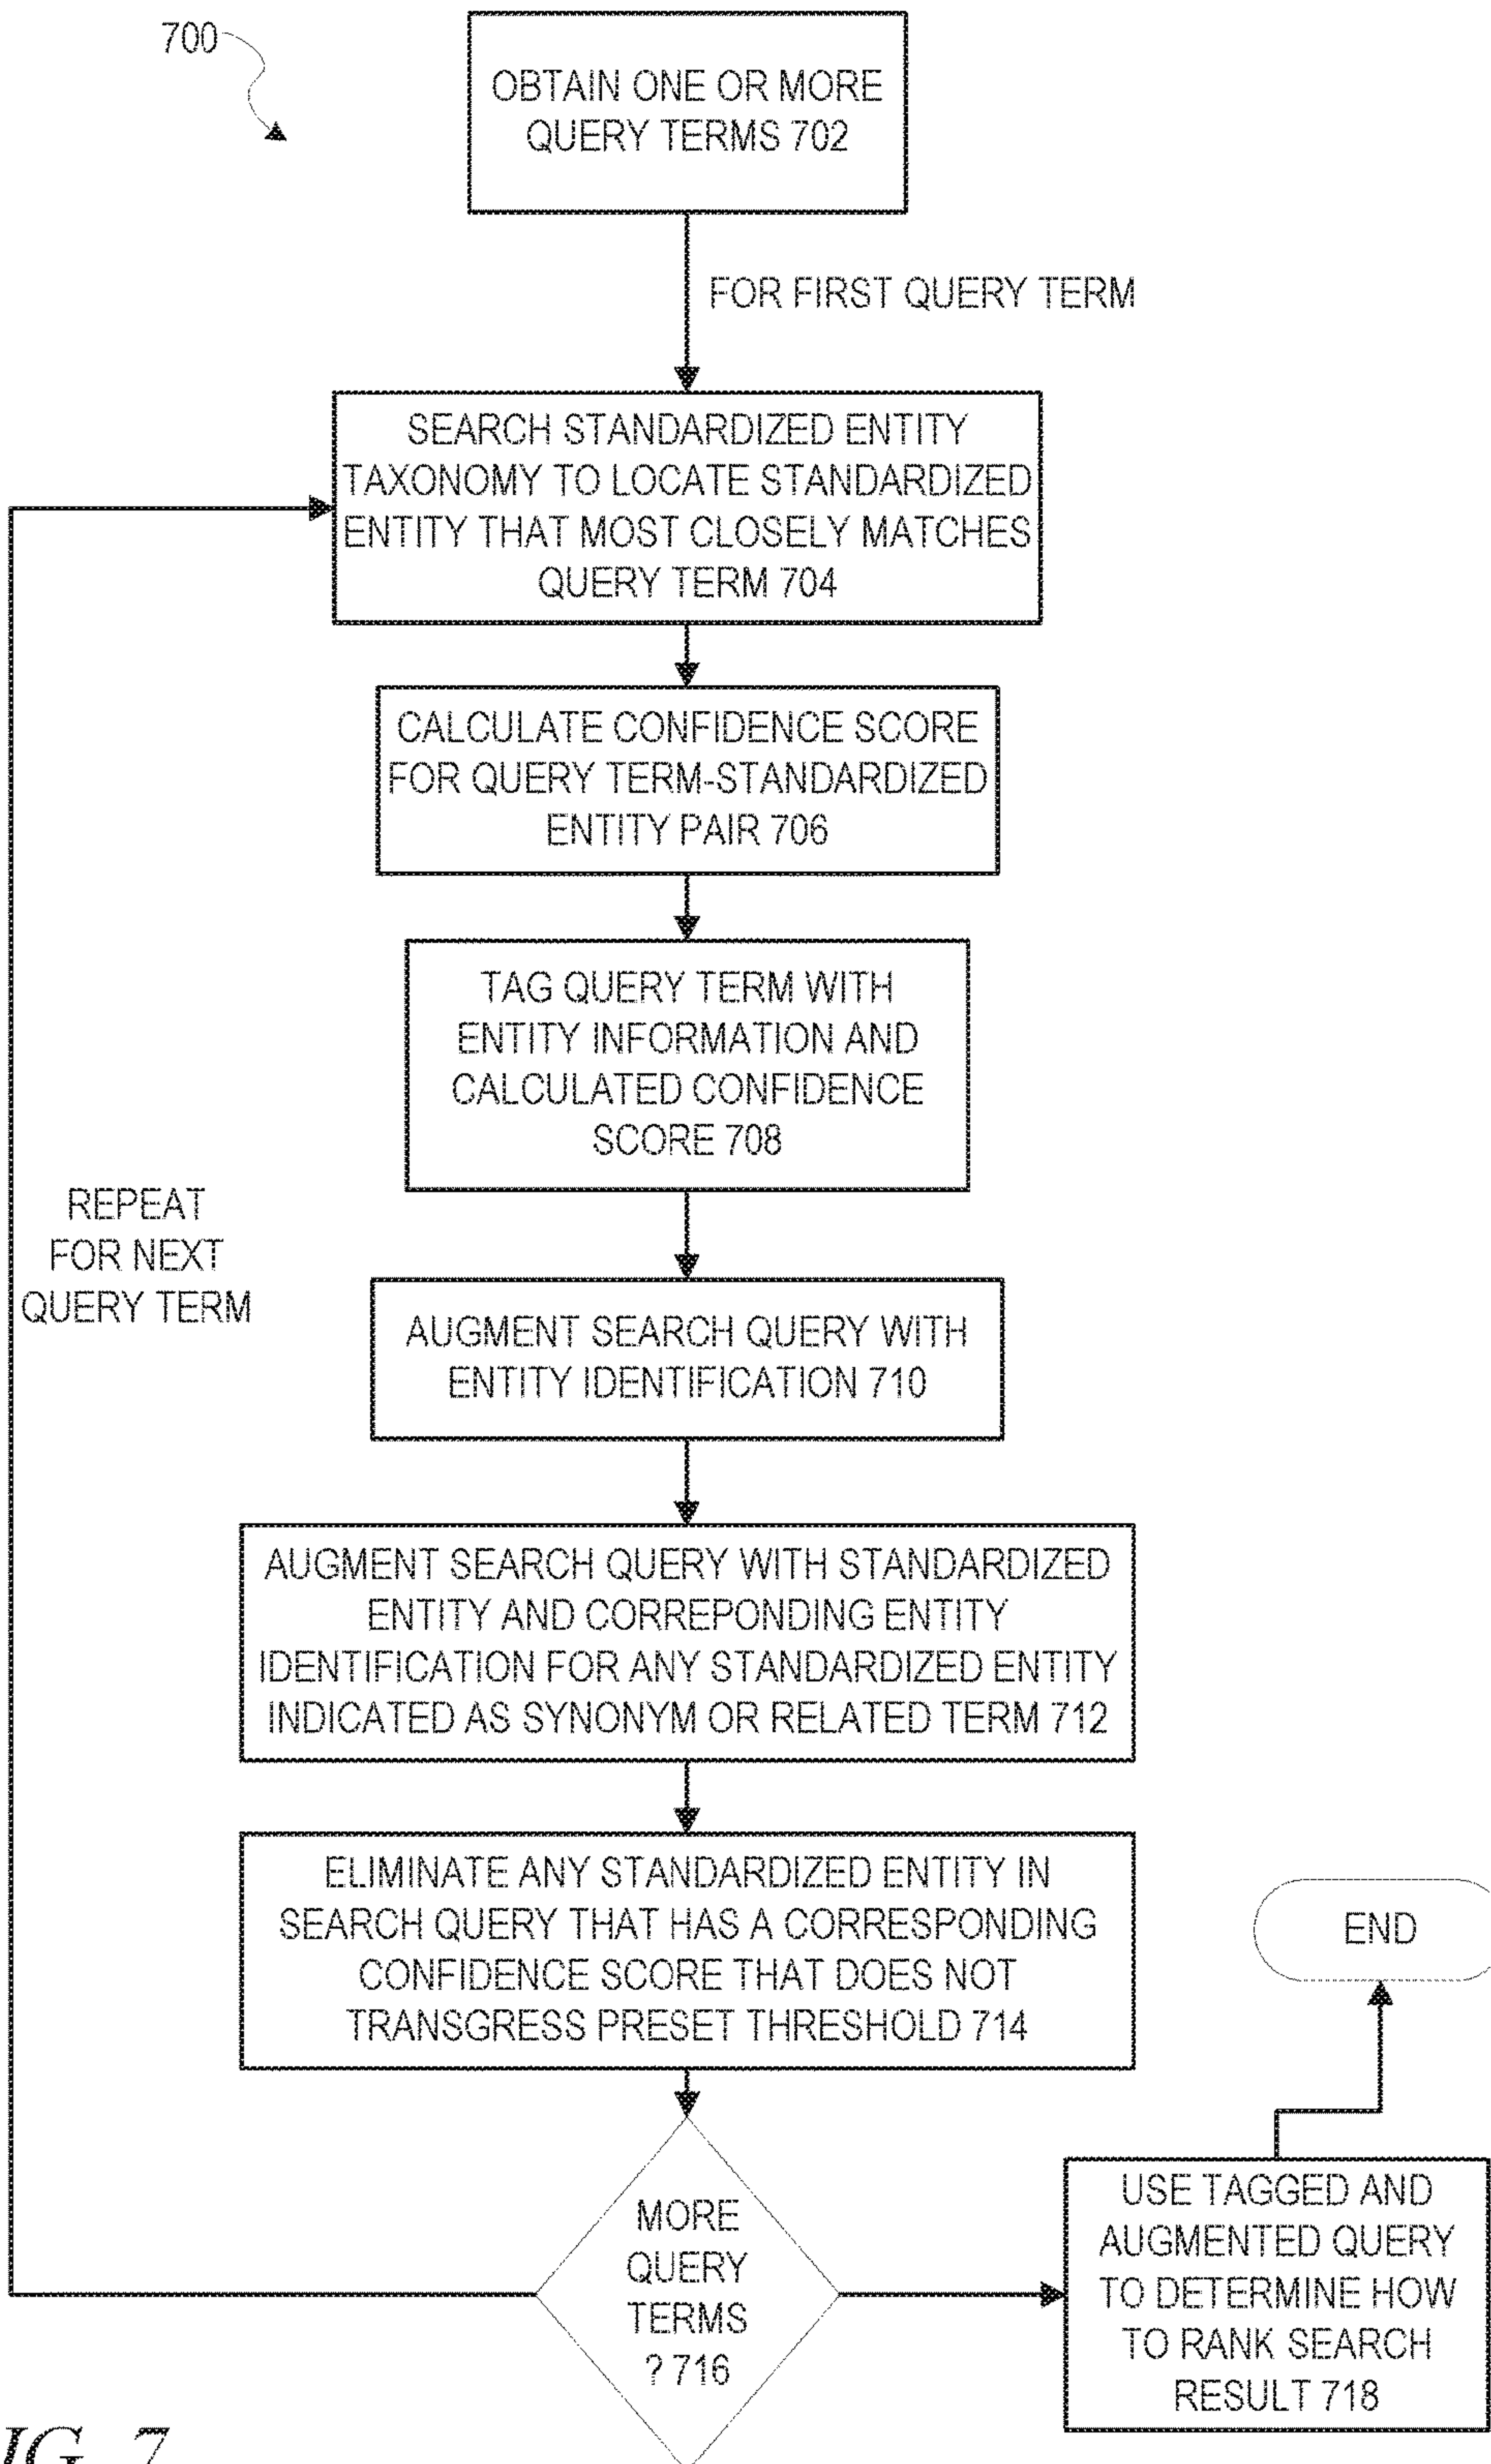 700
OBTAIN ONE OR MORE
QUERY TERMS 702
FOR FIRST QUERY TERM
SEARCH STANDARDIZED ENTITY
TAXONOMY TO LOCATE STANDARDIZED
ENTITY THAT MOST CLOSELY MATCHES
QUERY TERM 704
CALCULATE CONFIDENCE SCORE
FOR QUERY TERM-STANDARDIZED
ENTITY PAIR 706
TAG QUERY TERM WITH
ENTITY INFORMATION AND
CALCULATED CONFIDENCE
SCORE 708
REPEAT
FOR NEXT
QUERY TERM
AUGMENT SEARCH QUERY WITH
ENTITY IDENTIFICATION 710
AUGMENT SEARCH QUERY WITH STANDARDIZED
ENTITY AND CORREPONDING ENTITY
IDENTIFICATION FOR ANY STANDARDIZED ENTITY
INDICATED AS SYNONYM OR RELATED TERM 712
ELIMINATE ANY STANDARDIZED ENTITY IN
SEARCH QUERY THAT HAS A CORRESPONDING
CONFIDENCE SCORE THAT DOES NOT
TRANSGRESS PRESET THRESHOLD 714
END
MORE
QUERY
TERMS
? 716
USE TAGGED AND
AUGMENTED QUERY
TO DETERMINE HOW
TO RANK SEARCH
RESULT 718
IG. 7